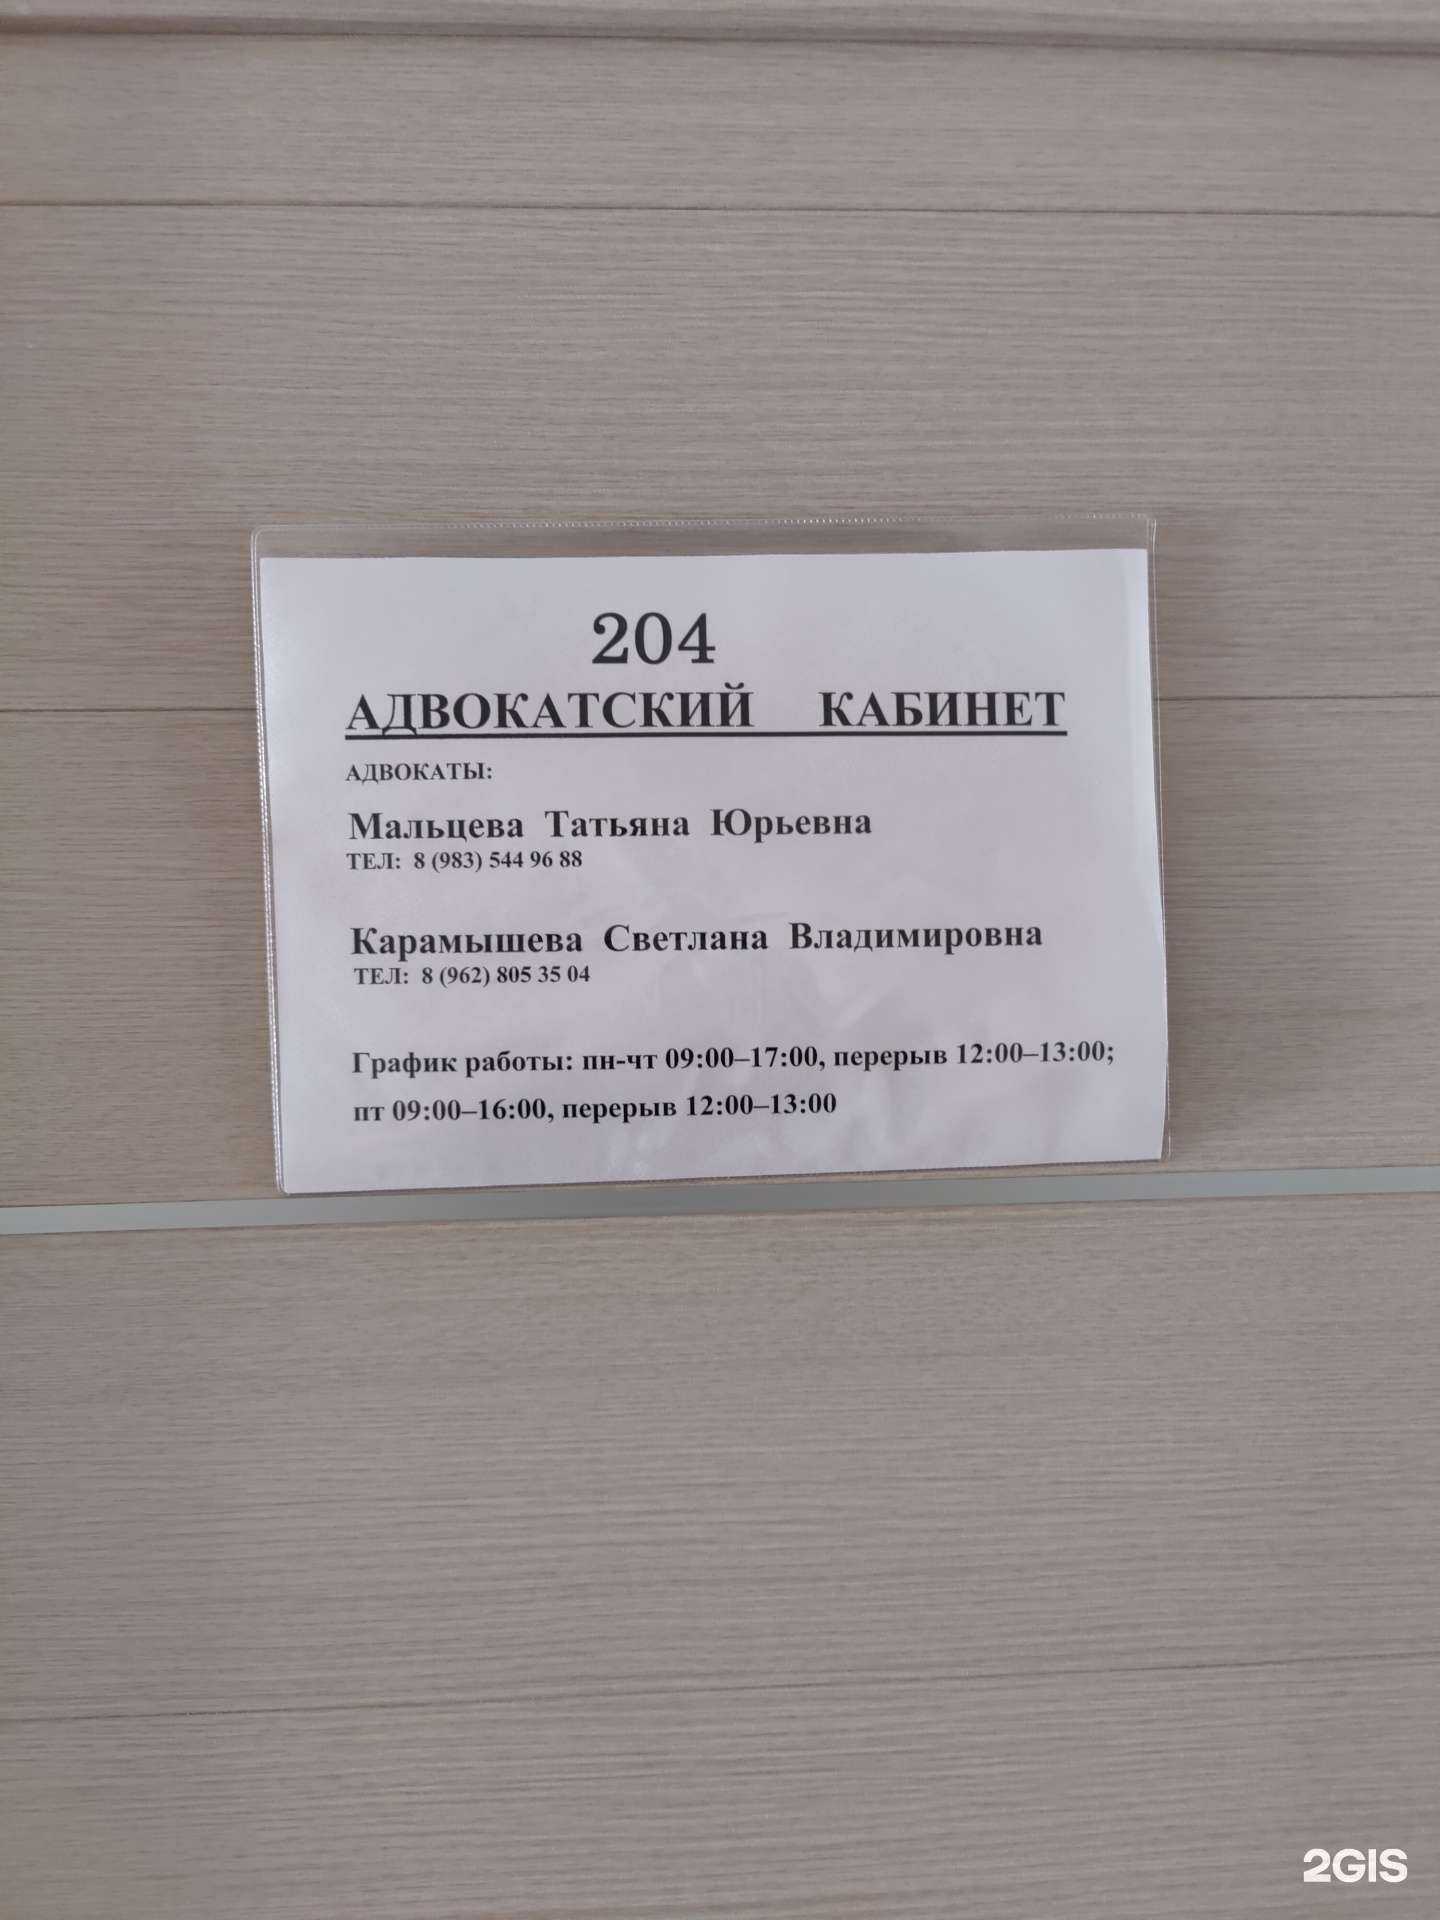 204
АДВОКАТСКИЙ КАБИНЕТ
АДВОКАТЫ:
Мальцева Татьяна Юрьевна
ТЕЛ: 8 (983) 544 96 88
Карамышева Светлана Владимировна
ТЕЛ: 8 (962) 805 35 04
График работы: пн-чт 09:00–17:00, перерыв 12:00–13:00;
пт 09:00–16:00, перерыв 12:00–13:00
2GIS